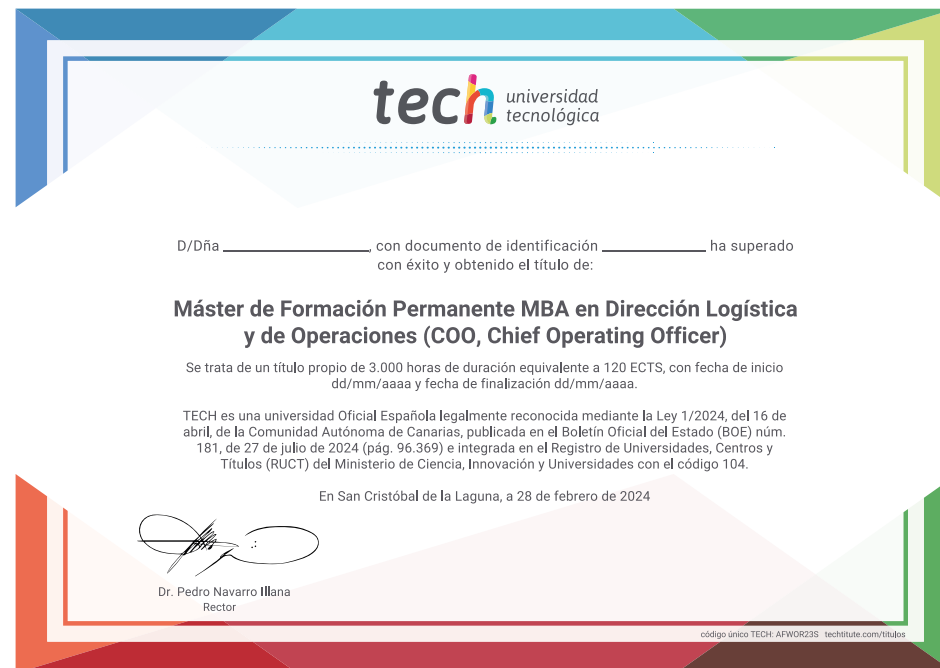 tech universidad
tecnológica
D/Dña ________________, con documento de identificación ____________ ha superado
con éxito y obtenido el título de:
Máster de Formación Permanente MBA en Dirección Logística
y de Operaciones (COO, Chief Operating Officer)
Se trata de un título propio de 3.000 horas de duración equivalente a 120 ECTS, con fecha de inicio
dd/mm/aaaa y fecha de finalización dd/mm/aaaa.
TECH es una universidad Oficial Española legalmente reconocida mediante la Ley 1/2024, del 16 de
abril, de la Comunidad Autónoma de Canarias, publicada en el Boletín Oficial del Estado (BOE) núm.
181, de 27 de julio de 2024 (pág. 96.369) e integrada en el Registro de Universidades, Centros y
Títulos (RUCT) del Ministerio de Ciencia, Innovación y Universidades con el código 104.
En San Cristóbal de la Laguna, a 28 de febrero de 2024
Dr. Pedro Navarro Illana
Rector
código único TECH: AFWOR23S techtitute.com/titulos